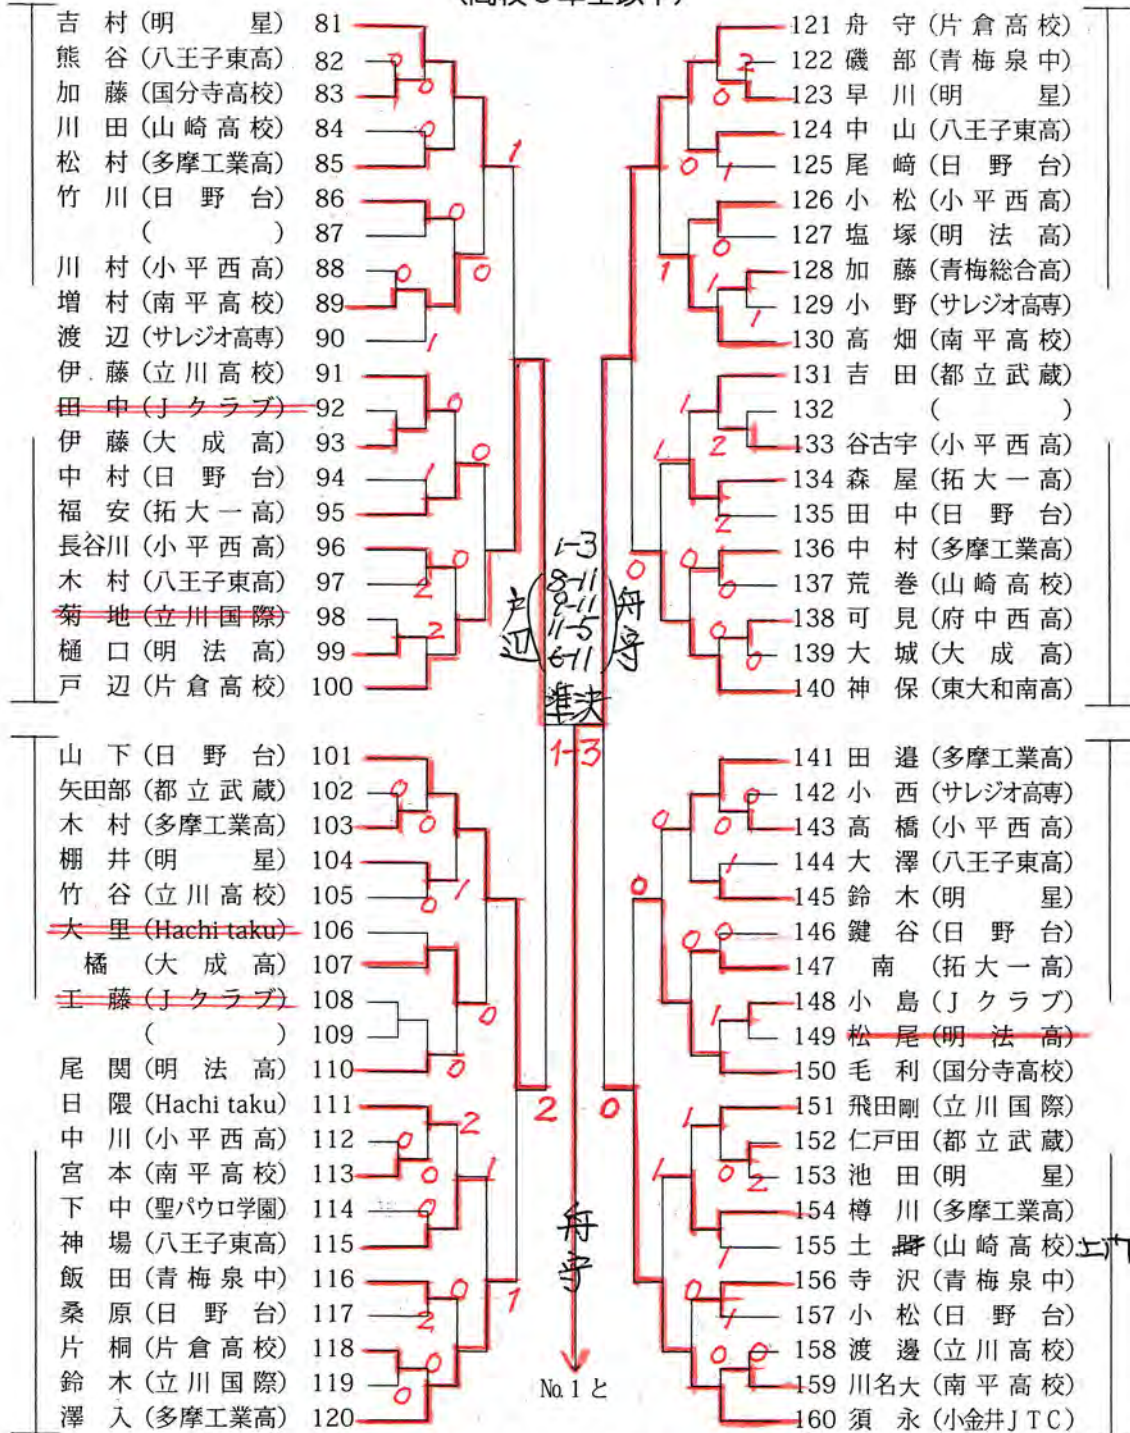 吉村(明星) 81
熊谷(八王子東高) 82
加藤(国分寺高校) 83
川田(山崎高校) 84
松村(多摩工業高) 85
竹川(日野台) 86
( ) 87
川村(小平西高) 88
増村(南平高校) 89
渡辺(サレジオ高専) 90
伊藤(立川高校) 91
田中(Jクラブ) 92
伊藤(大成高) 93
中村(日野台) 94
福安(拓大一高) 95
長谷川(小平西高) 96
木村(八王子東高) 97
菊地(立川国際) 98
樋口(明法高) 99
戸辺(片倉高校) 100
山下(日野台) 101
矢田部(都立武蔵) 102
木村(多摩工業高) 103
棚井(明星) 104
竹谷(立川高校) 105
大里(Hachi taku) 106
橘(大成高) 107
工藤(Jクラブ) 108
( ) 109
尾関(明法高) 110
日隈(Hachi taku) 111
中川(小平西高) 112
宮本(南平高校) 113
下中(聖パウロ学園) 114
神場(八王子東高) 115
飯田(青梅泉中) 116
桑原(日野台) 117
片桐(片倉高校) 118
鈴木(立川国際) 119
澤入(多摩工業高) 120
1-3
8-11
9-11
11-5
6-11
戸辺
舟守
準決
1-3
2
0
舟守
No.1と
121 舟守(片倉高校)
122 磯部(青梅泉中)
123 早川(明星)
124 中山(八王子東高)
125 尾﨑(日野台)
126 小松(小平西高)
127 塩塚(明法高)
128 加藤(青梅総合高)
129 小野(サレジオ高専)
130 高畑(南平高校)
131 吉田(都立武蔵)
132 ( )
133 谷古宇(小平西高)
134 森屋(拓大一高)
135 田中(日野台)
136 中村(多摩工業高)
137 荒巻(山崎高校)
138 可見(府中西高)
139 大城(大成高)
140 神保(東大和南高)
141 田邉(多摩工業高)
142 小西(サレジオ高専)
143 高橋(小平西高)
144 大澤(八王子東高)
145 鈴木(明星)
146 鍵谷(日野台)
147 南(拓大一高)
148 小島(Jクラブ)
149 松尾(明法高)
150 毛利(国分寺高校)
151 飛田剛(立川国際)
152 仁戸田(都立武蔵)
153 池田(明星)
154 樽川(多摩工業高)
155 土(山崎高校)
156 寺沢(青梅泉中)
157 小松(日野台)
158 渡邊(立川高校)
159 川名大(南平高校)
160 須永(小金井JTC)